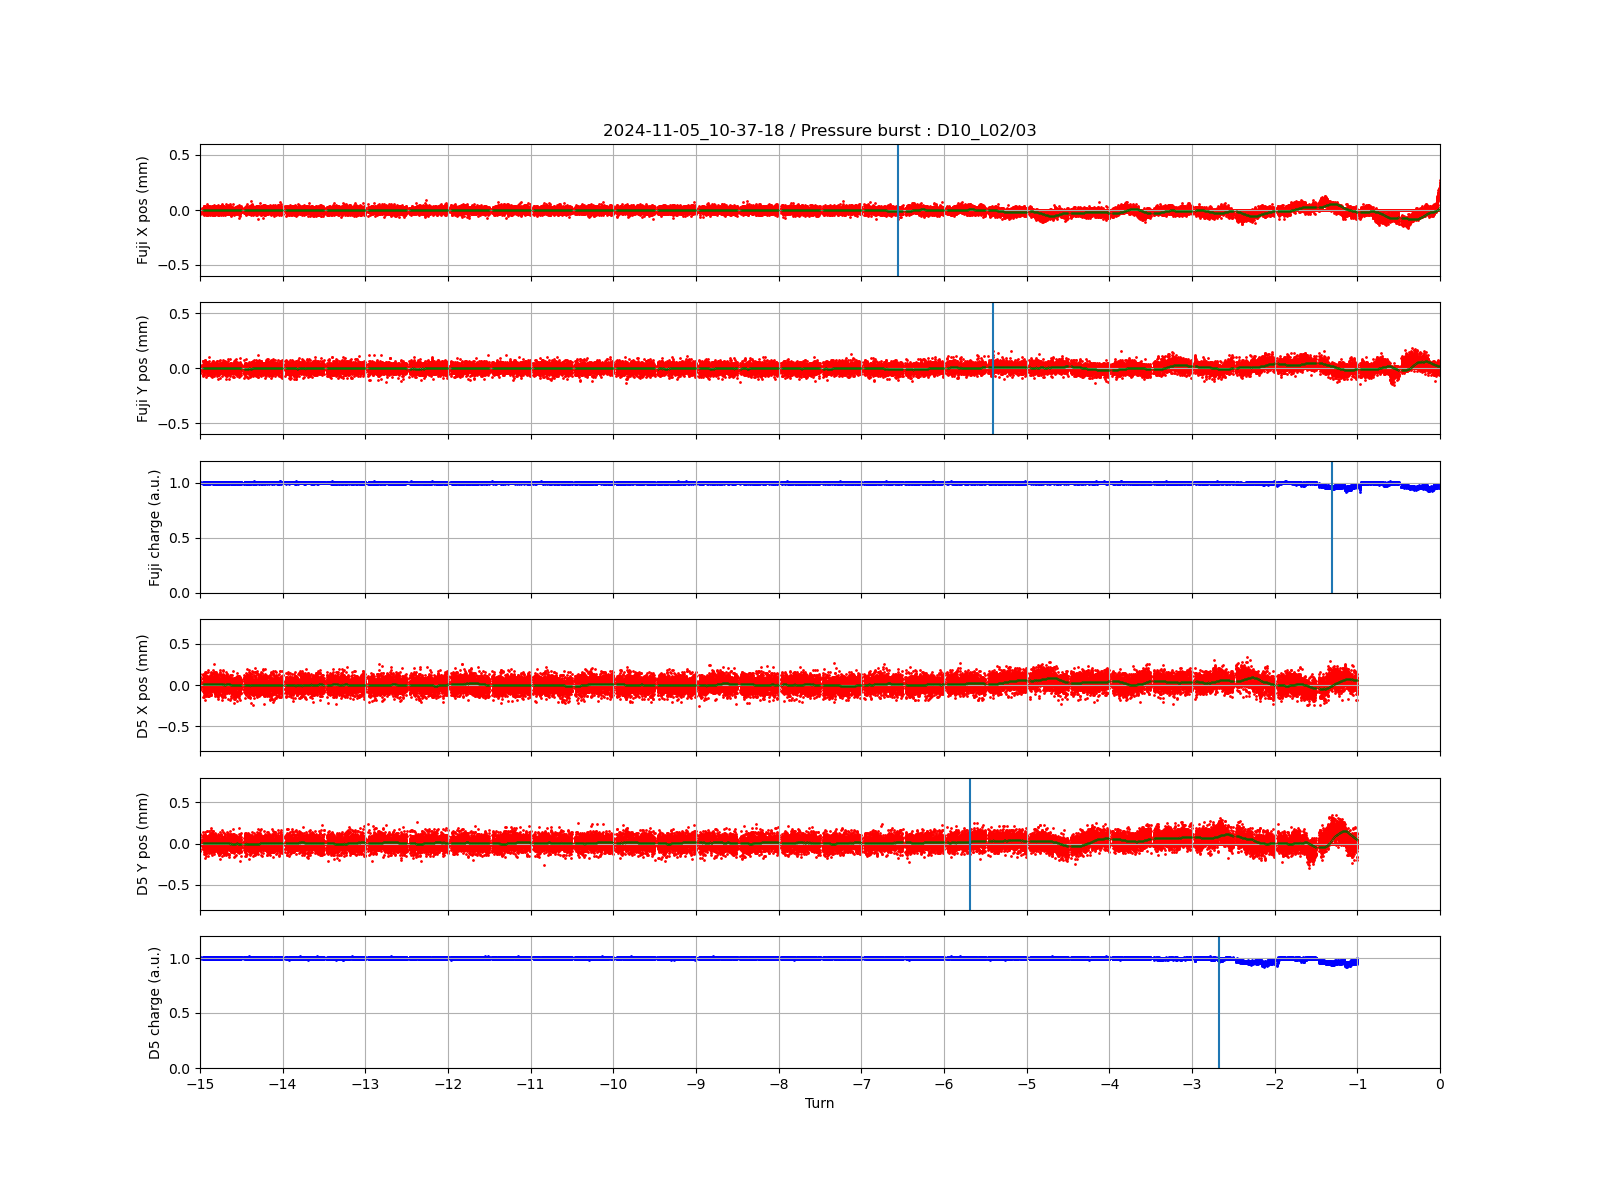 2024-11-05_10-37-18 / Pressure burst : D10_L02/03
Fuji X pos (mm)
0.5
0.0
−0.5
Fuji Y pos (mm)
0.5
0.0
−0.5
Fuji charge (a.u.)
1.0
0.5
0.0
D5 X pos (mm)
0.5
0.0
−0.5
D5 Y pos (mm)
0.5
0.0
−0.5
D5 charge (a.u.)
1.0
0.5
0.0
−15 −14 −13 −12 −11 −10 −9 −8 −7 −6 −5 −4 −3 −2 −1 0
Turn